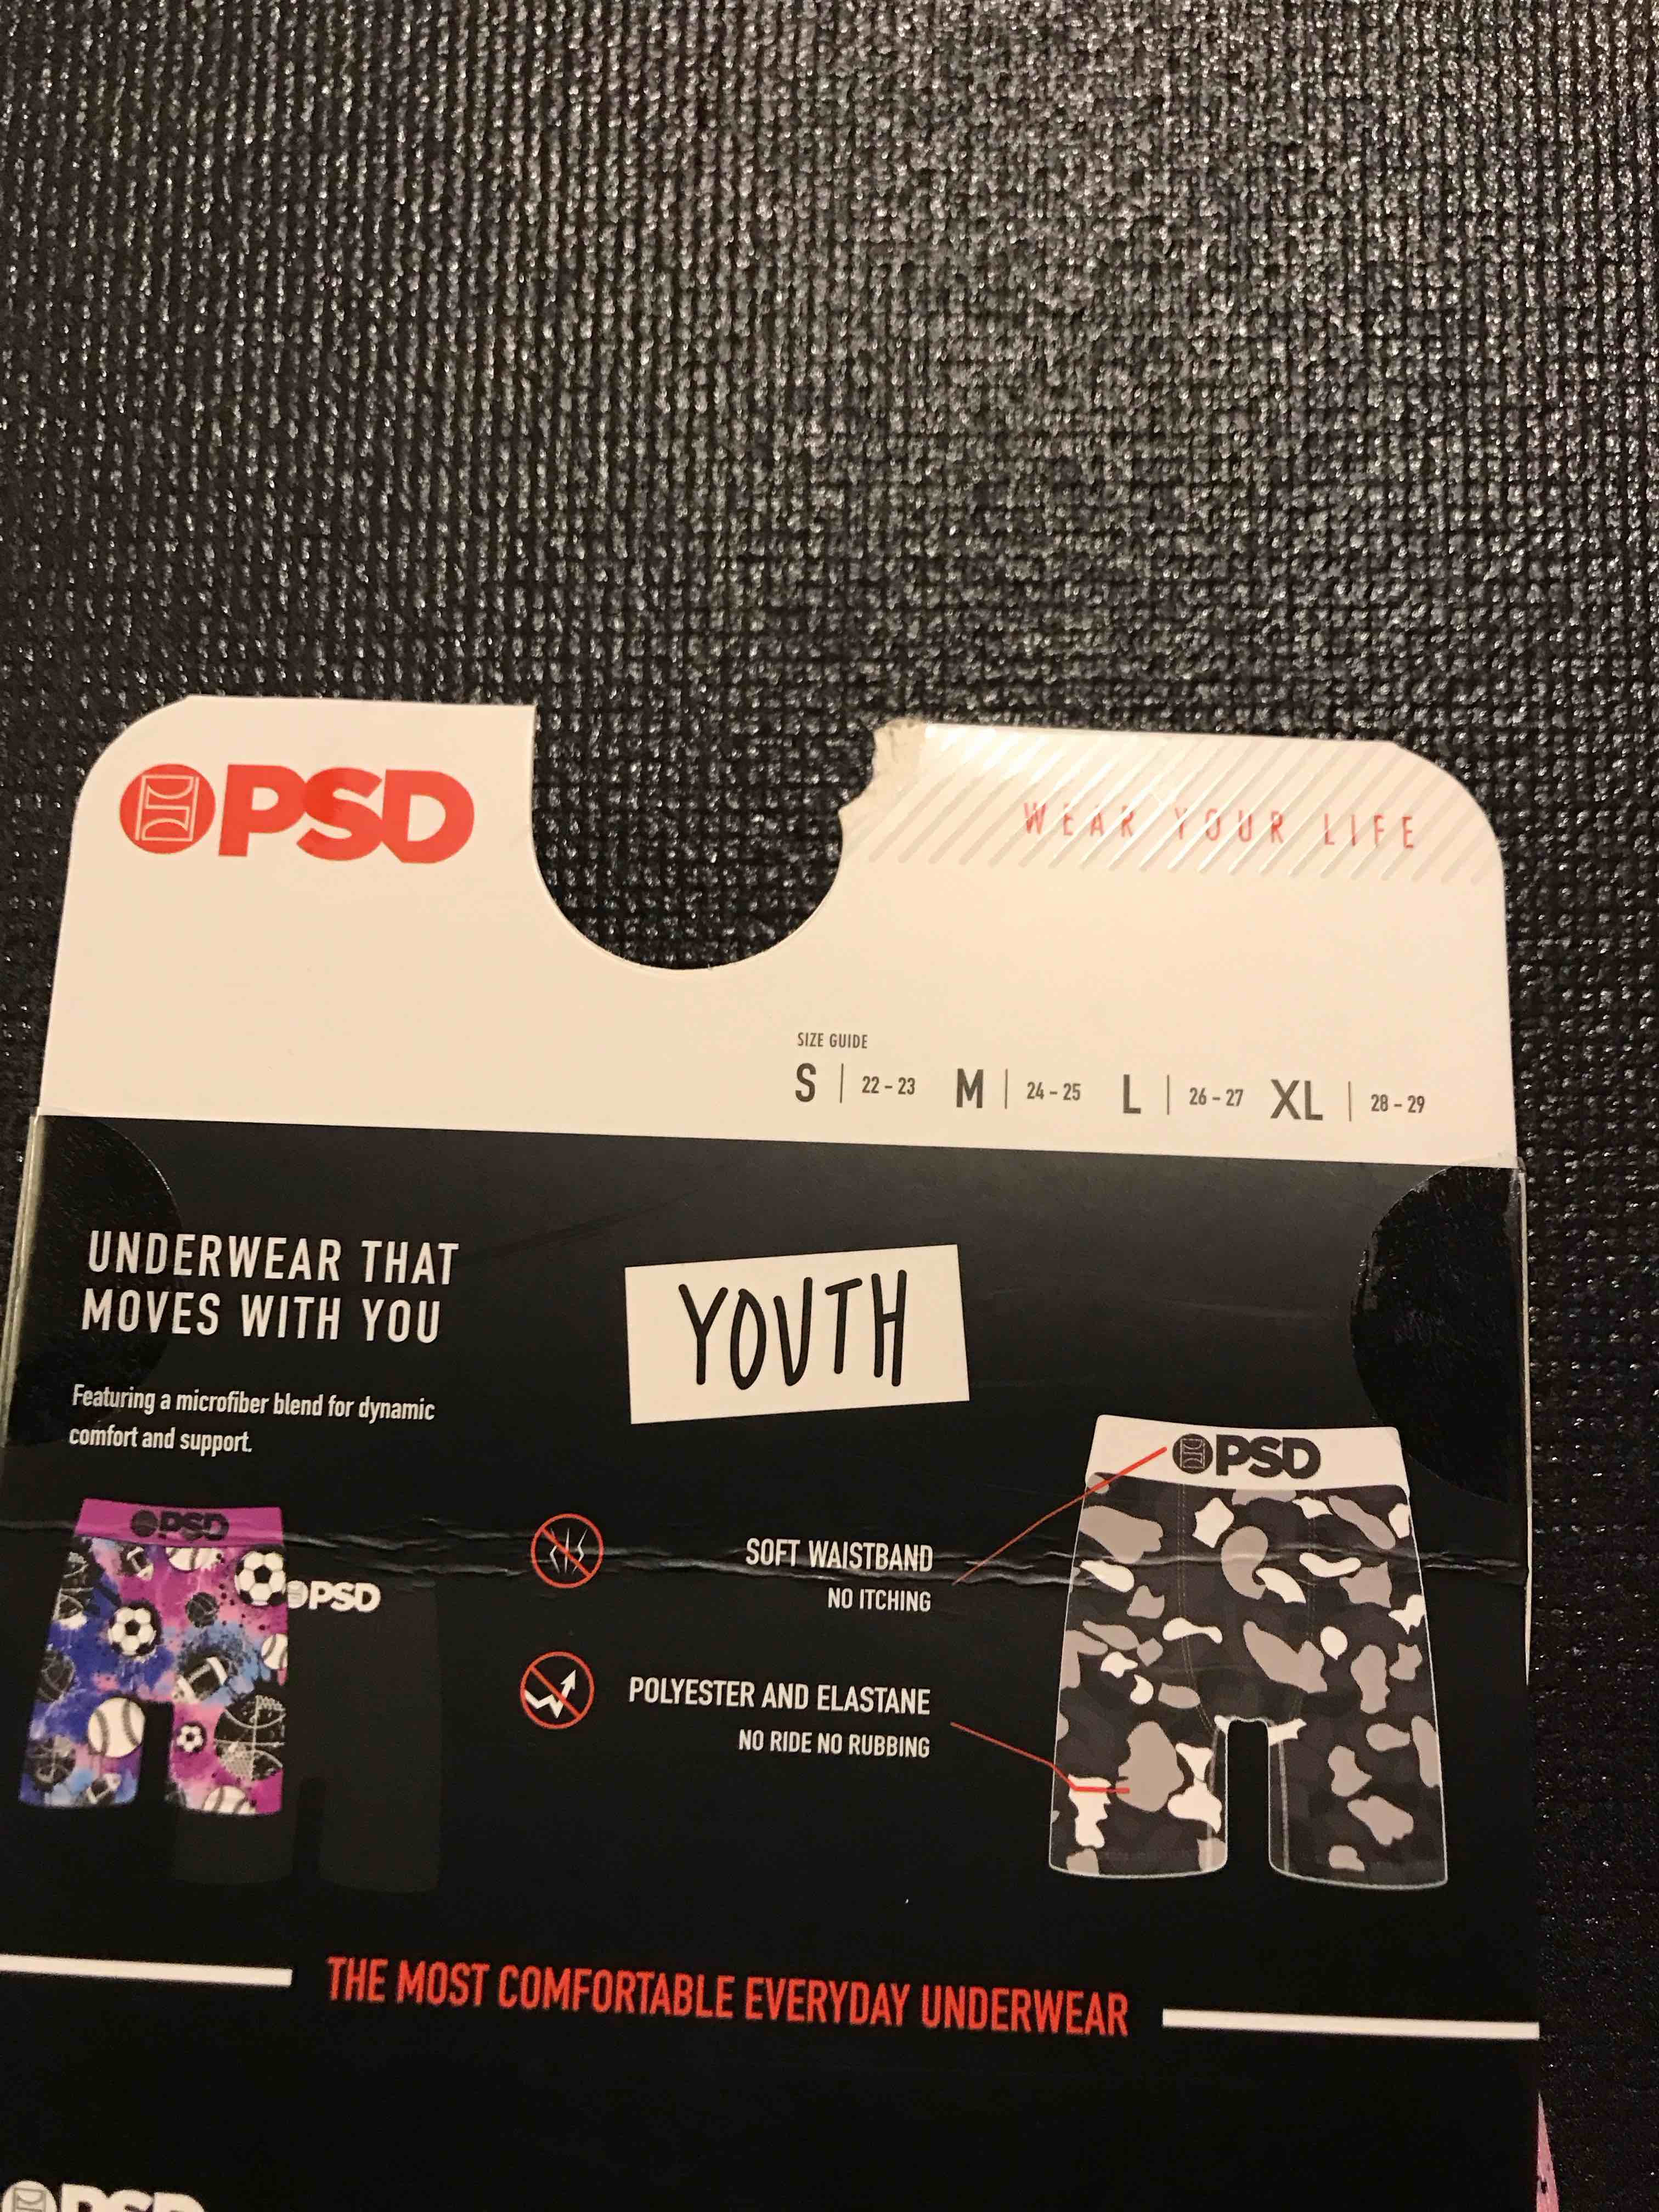 PSD
WEAR YOUR LIFE
SIZE GUIDE
S | 22 - 23 M | 24 - 25 L | 26 - 27 XL | 28 - 29
UNDERWEAR THAT
MOVES WITH YOU
YOUTH
Featuring a microfiber blend for dynamic
comfort and support.
PSD
PSD
PSD
SOFT WAISTBAND
NO ITCHING
POLYESTER AND ELASTANE
NO RIDE NO RUBBING
THE MOST COMFORTABLE EVERYDAY UNDERWEAR
PSD